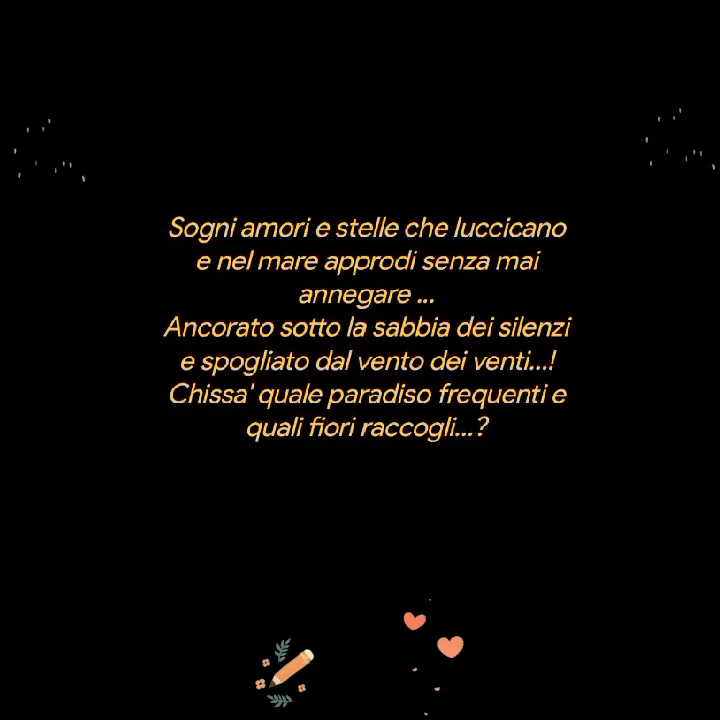 Sogni amori e stelle che luccicano
e nel mare approdi senza mai
annegare ...
Ancorato sotto la sabbia dei silenzi
e spogliato dal vento dei venti...!
Chissa' quale paradiso frequenti e
quali fiori raccogli...?